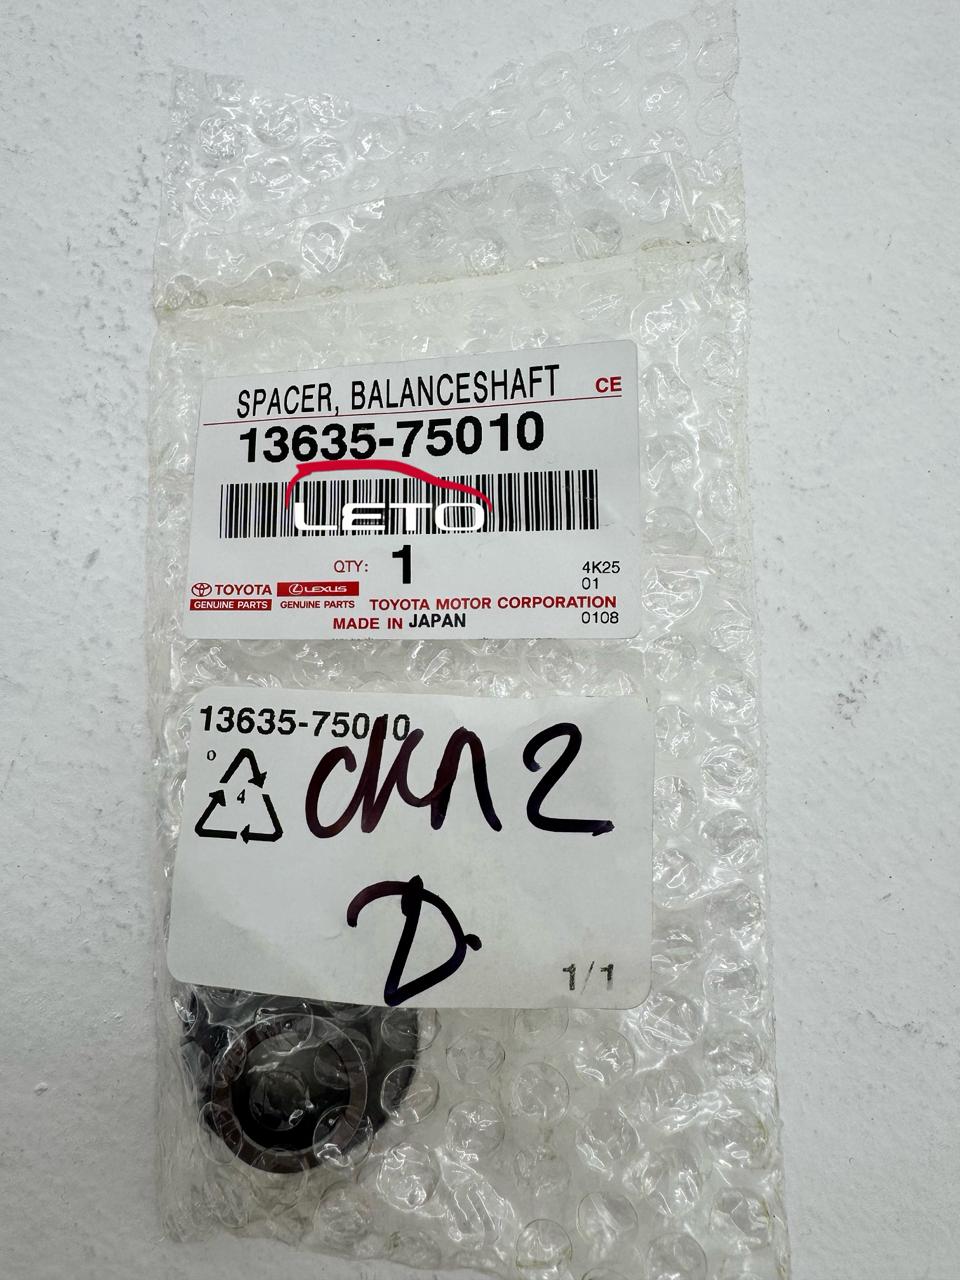 SPACER, BALANCESHAFT CE
13635-75010
LETO
QTY: 1
4K25
01
TOYOTA LEXUS
GENUINE PARTS GENUINE PARTS
TOYOTA MOTOR CORPORATION
0108
MADE IN JAPAN
13635-75010
4
скл 2
D
1/1